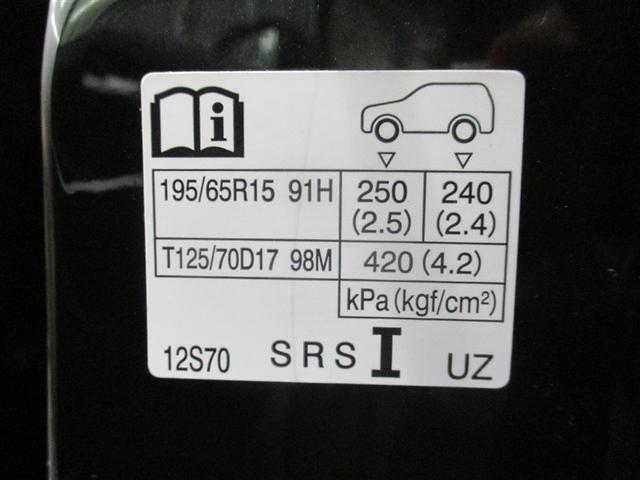 i
195/65R15 91H 250 240
(2.5) (2.4)
T125/70D17 98M 420 (4.2)
kPa(kgf/cm²)
12S70 SRS I UZ